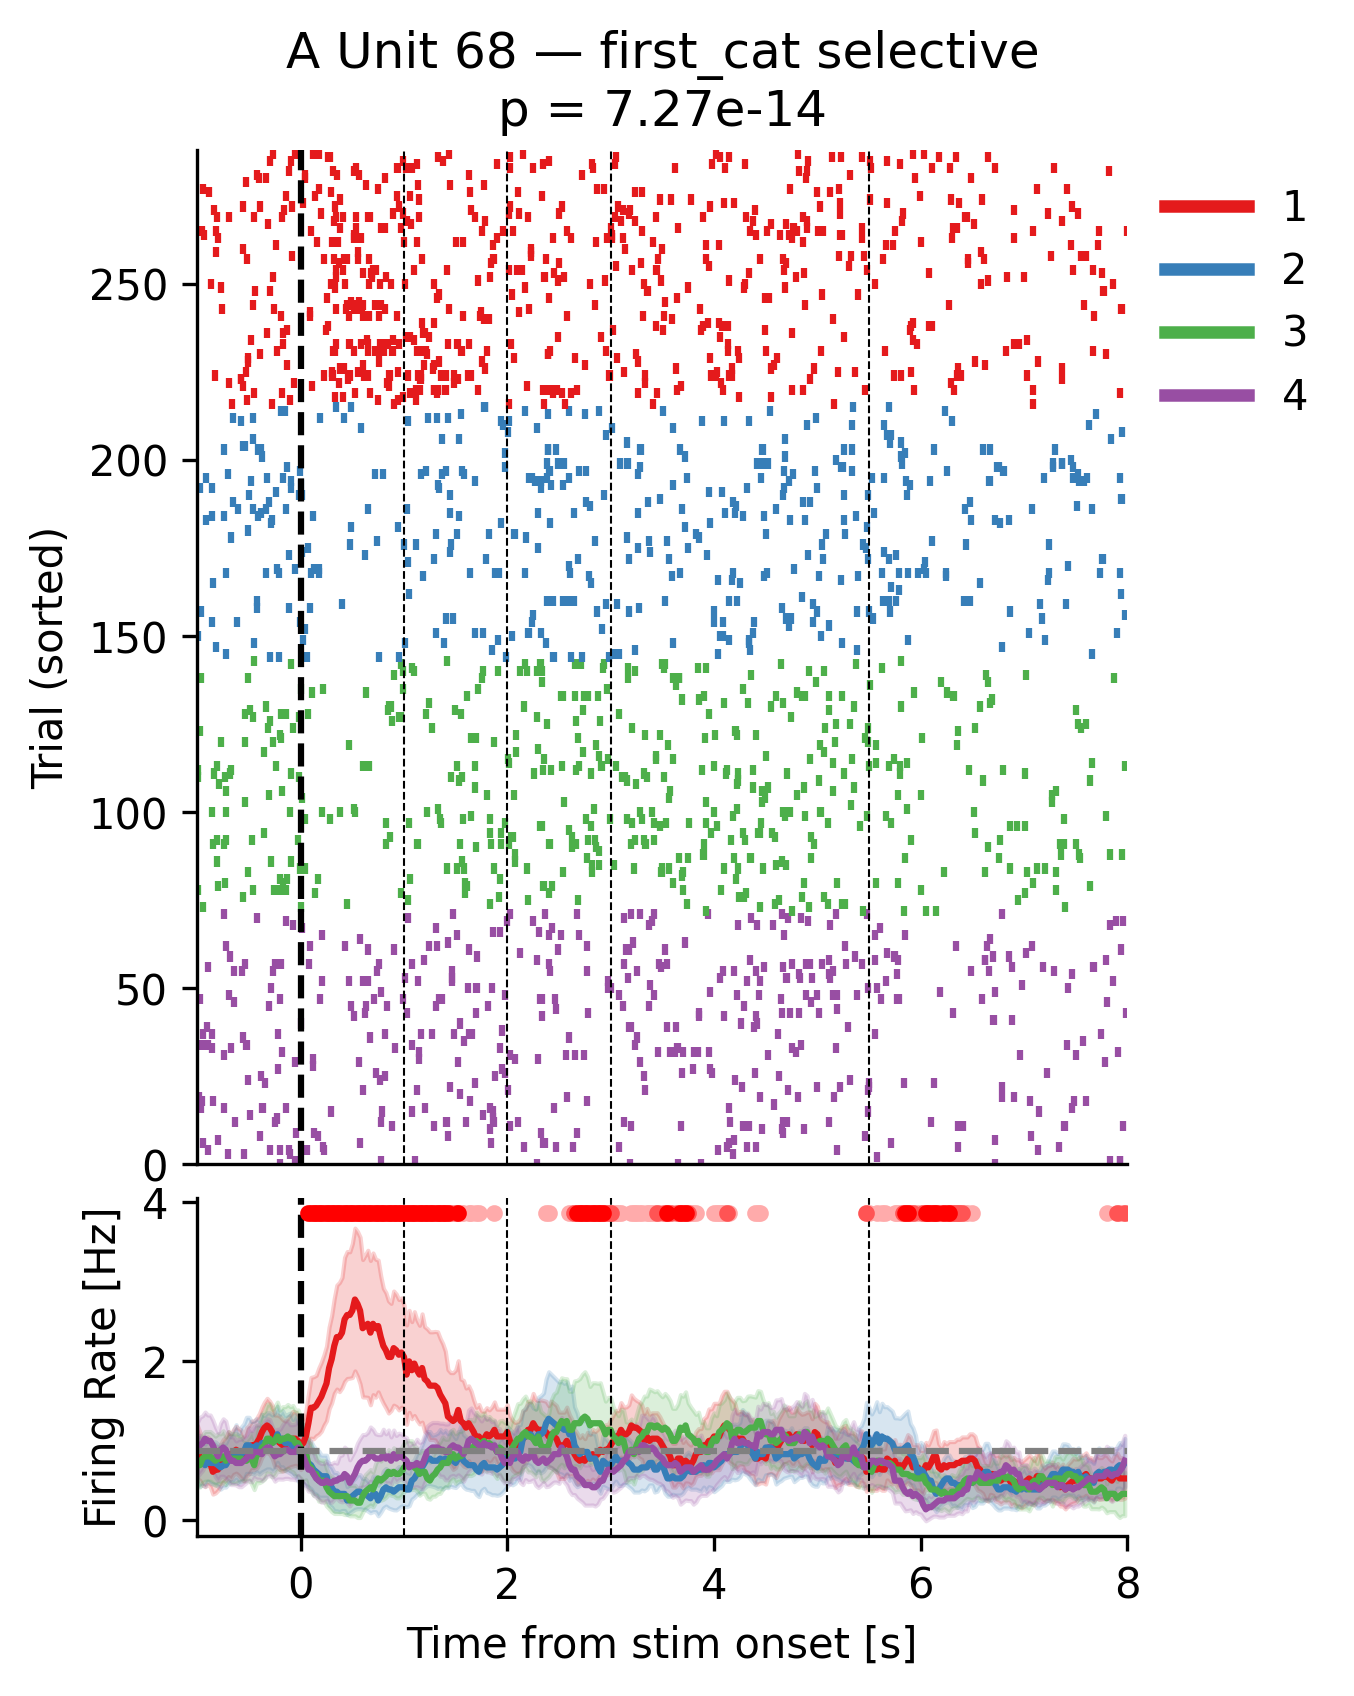 A Unit 68 — first_cat selective
p = 7.27e-14
1
2
3
4
250
200
150
100
50
0
Trial (sorted)
4
2
0
Firing Rate [Hz]
0 2 4 6 8
Time from stim onset [s]